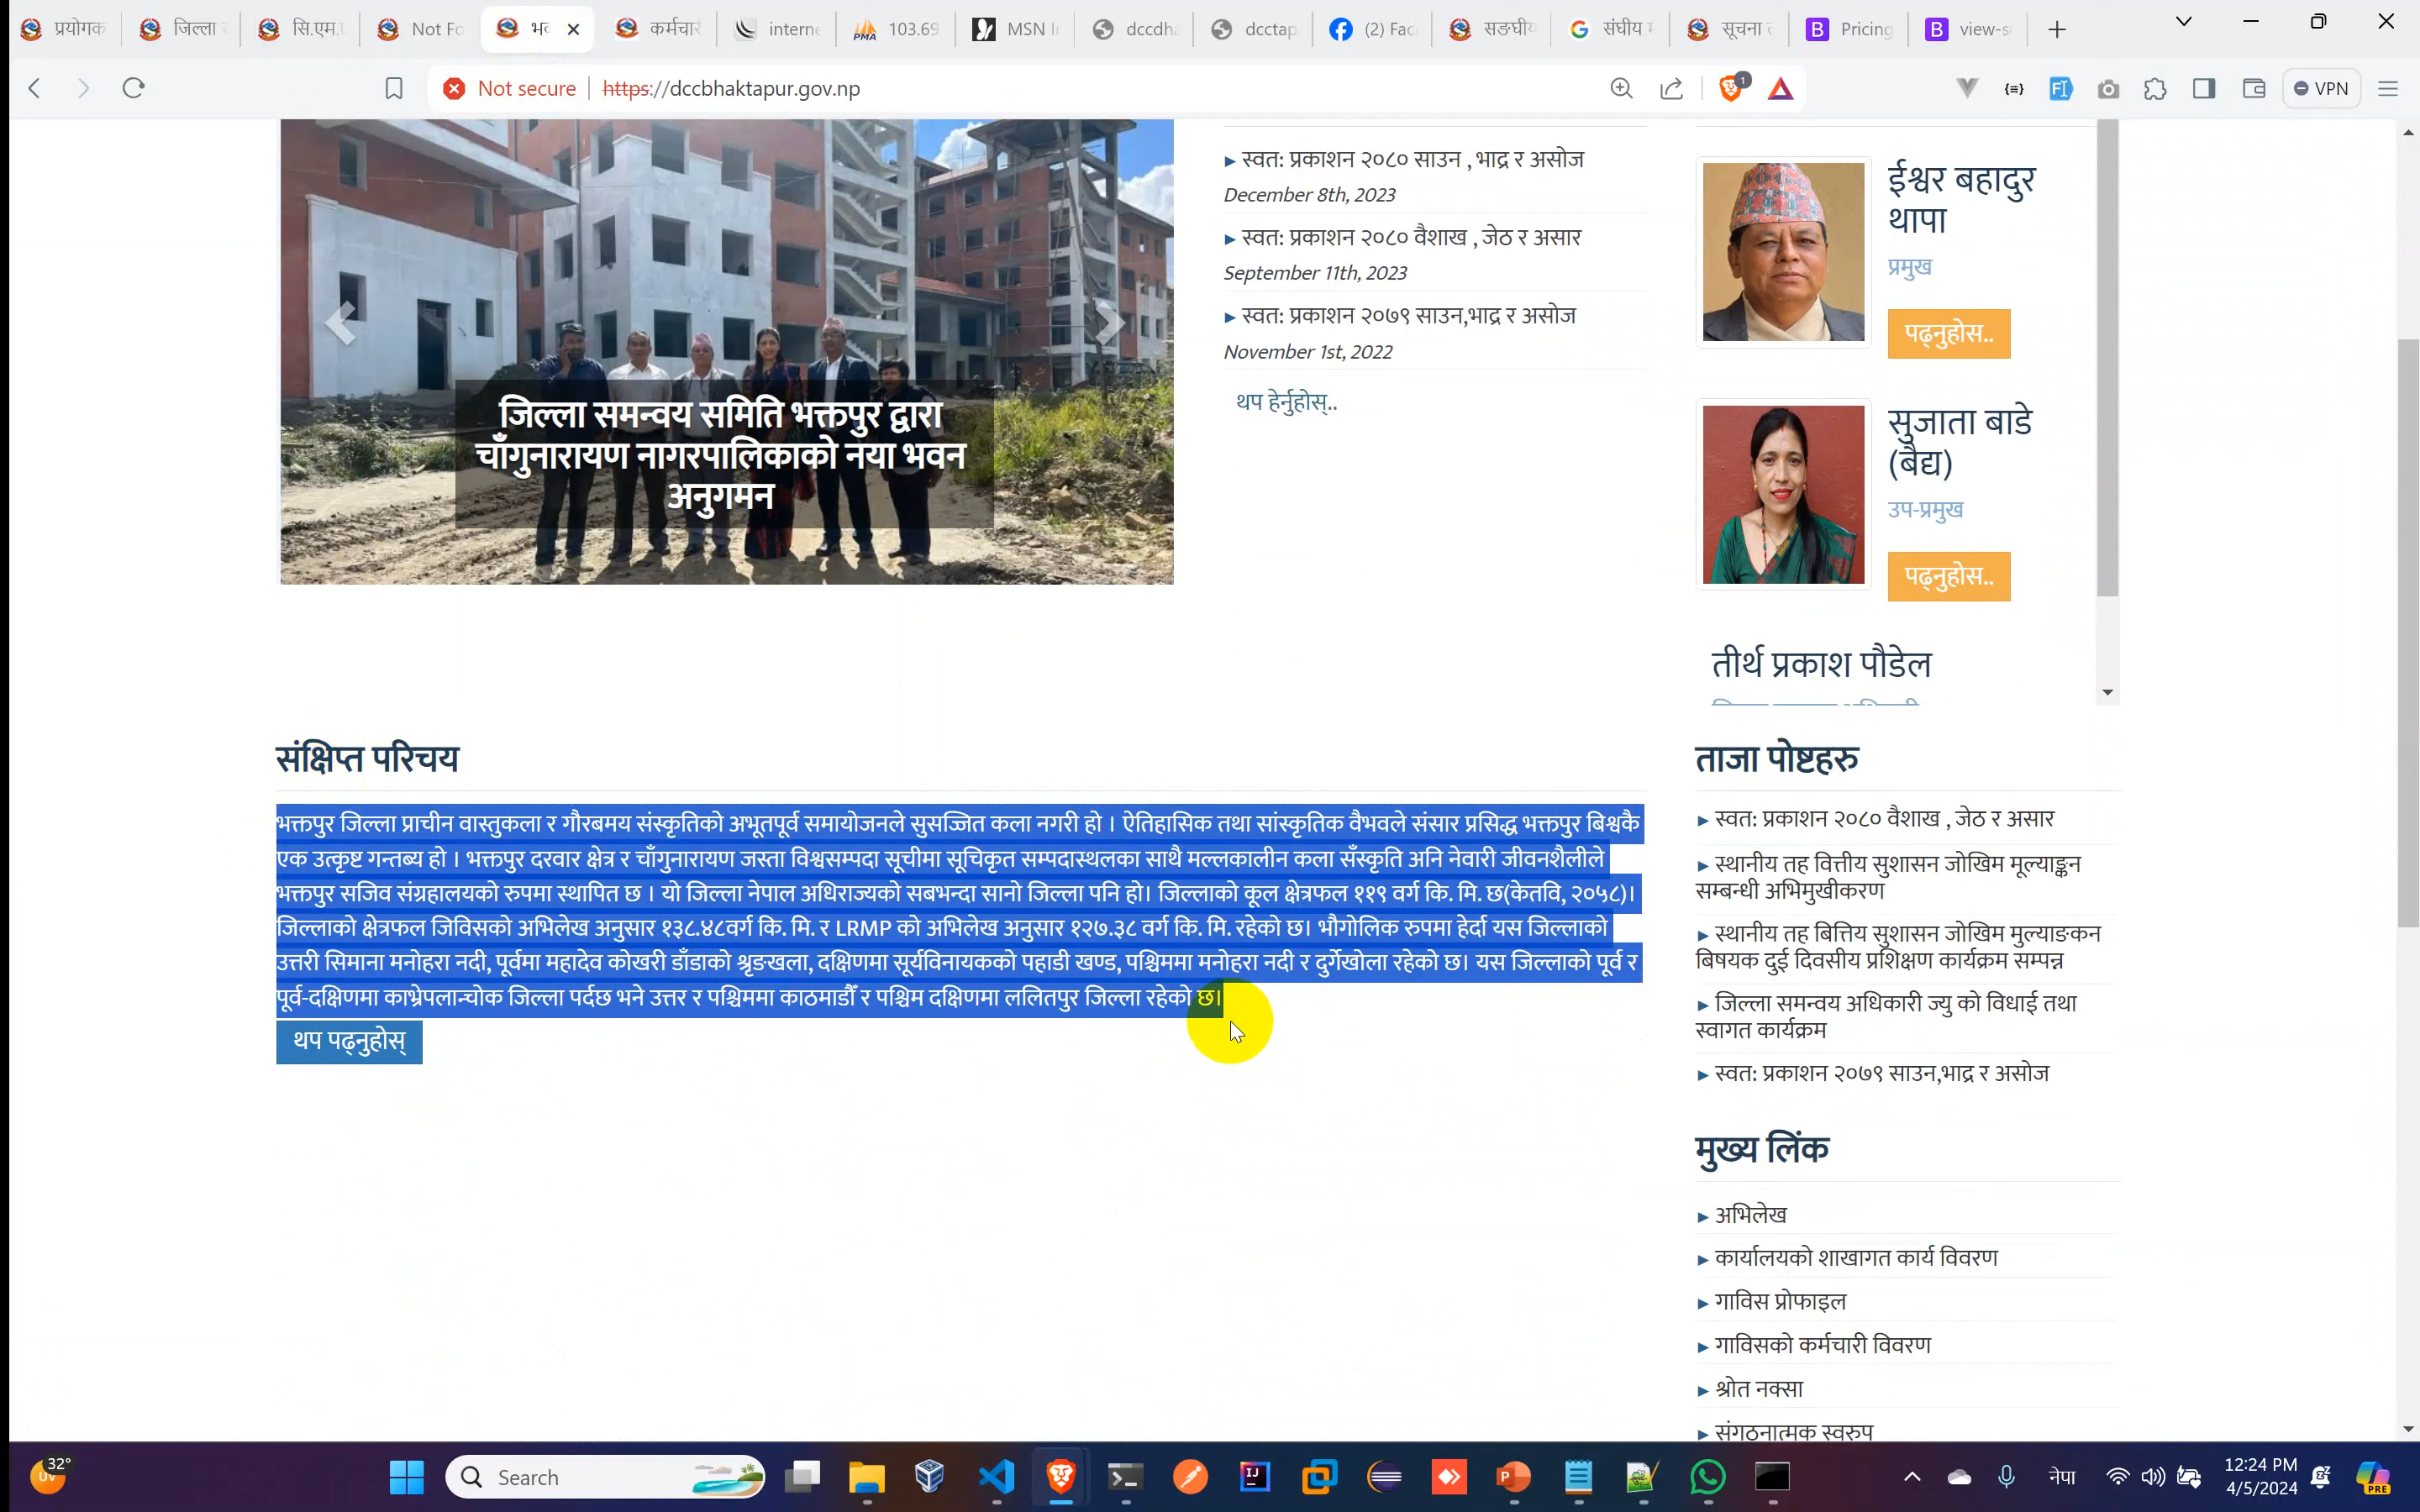 प्रयोगक
जिल्ला
सि.एम.
Not Fo
भक
कर्मचारी
interne
103.69
MSN
dccdha
dcctap
(2) Fac
सङघीय
संघीय
सूचना
Pricing
view-s
Not secure
https://dccbhaktapur.gov.np
1
VPN
जिल्ला समन्वय समिति भक्तपुर द्वारा
चाँगुनारायण नागरपालिकाको नया भवन
अनुगमन
► स्वत: प्रकाशन २०८० साउन , भाद्र र असोज
December 8th, 2023
► स्वत: प्रकाशन २०८० वैशाख , जेठ र असार
September 11th, 2023
► स्वत: प्रकाशन २०७९ साउन,भाद्र र असोज
November 1st, 2022
थप हेर्नुहोस्..
ईश्वर बहादुर
थापा
प्रमुख
पढ्नुहोस..
सुजाता बाडे
(बैद्य)
उप-प्रमुख
पढ्नुहोस..
तीर्थ प्रकाश पौडेल
संक्षिप्त परिचय
भक्तपुर जिल्ला प्राचीन वास्तुकला र गौरबमय संस्कृतिको अभूतपूर्व समायोजनले सुसज्जित कला नगरी हो । ऐतिहासिक तथा सांस्कृतिक वैभवले संसार प्रसिद्ध भक्तपुर बिश्वकै
एक उत्कृष्ट गन्तब्य हो । भक्तपुर दरवार क्षेत्र र चाँगुनारायण जस्ता विश्वसम्पदा सूचीमा सूचिकृत सम्पदास्थलका साथै मल्लकालीन कला सँस्कृति अनि नेवारी जीवनशैलीले
भक्तपुर सजिव संग्रहालयको रुपमा स्थापित छ । यो जिल्ला नेपाल अधिराज्यको सबभन्दा सानो जिल्ला पनि हो। जिल्लाको कूल क्षेत्रफल ११९ वर्ग कि. मि. छ(केतवि, २०५८)।
जिल्लाको क्षेत्रफल जिविसको अभिलेख अनुसार १३८.४८वर्ग कि. मि. र LRMP को अभिलेख अनुसार १२७.३८ वर्ग कि. मि. रहेको छ। भौगोलिक रुपमा हेर्दा यस जिल्लाको
उत्तरी सिमाना मनोहरा नदी, पूर्वमा महादेव कोखरी डाँडाको श्रृङखला, दक्षिणमा सूर्यविनायकको पहाडी खण्ड, पश्चिममा मनोहरा नदी र दुर्गेखोला रहेको छ। यस जिल्लाको पूर्व र
पूर्व-दक्षिणमा काभ्रेपलान्चोक जिल्ला पर्दछ भने उत्तर र पश्चिममा काठमाडौँ र पश्चिम दक्षिणमा ललितपुर जिल्ला रहेको छ।
थप पढ्नुहोस्
ताजा पोष्टहरु
► स्वत: प्रकाशन २०८० वैशाख , जेठ र असार
► स्थानीय तह वित्तीय सुशासन जोखिम मूल्याङ्कन
सम्बन्धी अभिमुखीकरण
► स्थानीय तह बित्तिय सुशासन जोखिम मुल्याङकन
बिषयक दुई दिवसीय प्रशिक्षण कार्यक्रम सम्पन्न
► जिल्ला समन्वय अधिकारी ज्यु को विधाई तथा
स्वागत कार्यक्रम
► स्वत: प्रकाशन २०७९ साउन,भाद्र र असोज
मुख्य लिंक
► अभिलेख
► कार्यालयको शाखागत कार्य विवरण
► गाविस प्रोफाइल
► गाविसको कर्मचारी विवरण
► श्रोत नक्सा
► संगठनात्मक स्वरुप
32°
UV
Search
नेपा
12:24 PM
4/5/2024
PRE